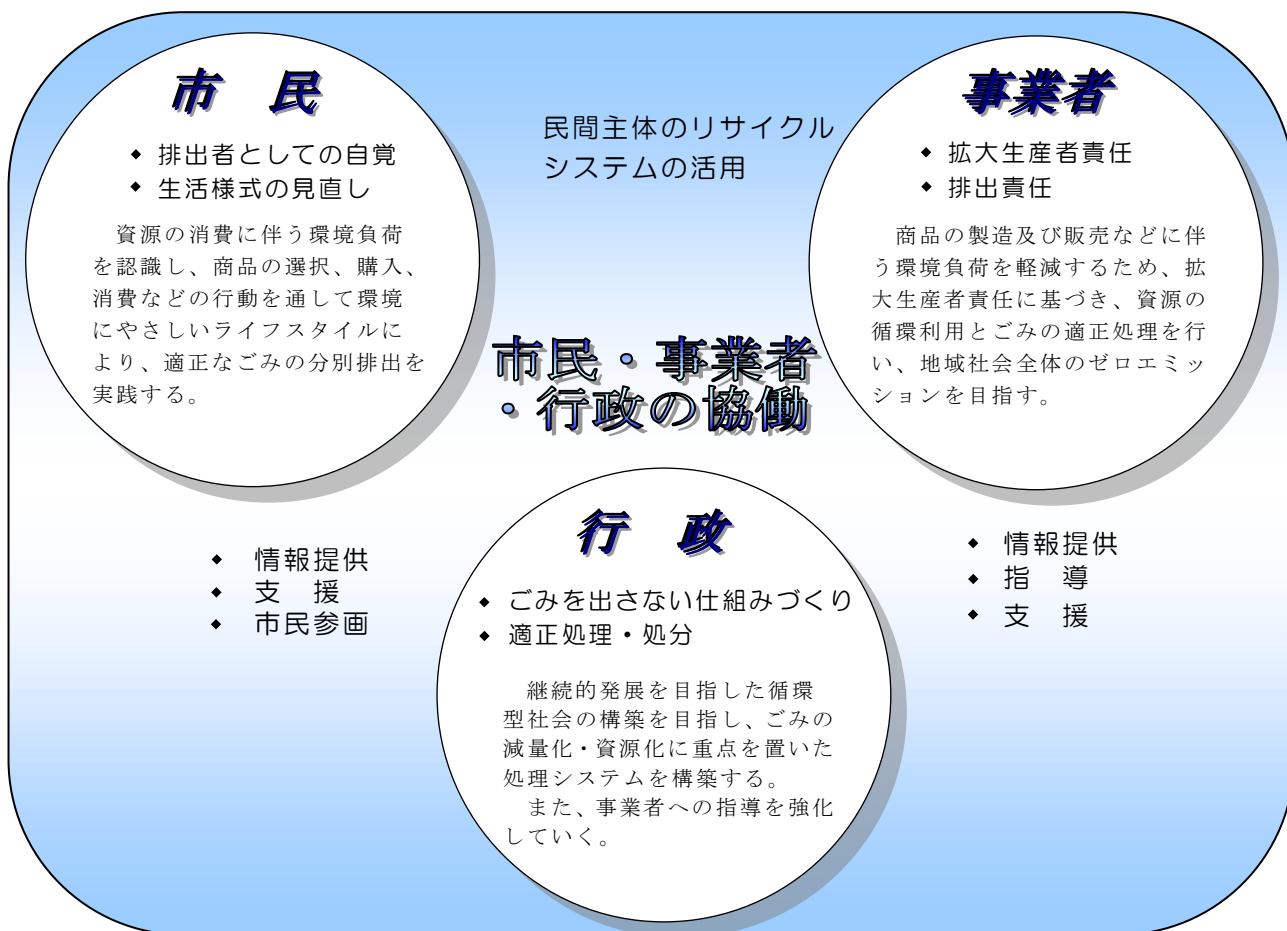 市　民
◆ 排出者としての自覚
◆ 生活様式の見直し
　資源の消費に伴う環境負荷
を認識し、商品の選択、購入、
消費などの行動を通して環境
にやさしいライフスタイルに
より、適正なごみの分別排出を
実践する。
民間主体のリサイクル
システムの活用
事業者
◆ 拡大生産者責任
◆ 排出責任
　商品の製造及び販売などに伴
う環境負荷を軽減するため、拡
大生産者責任に基づき、資源の
循環利用とごみの適正処理を行
い、地域社会全体のゼロエミッ
ションを目指す。
市民・事業者
・行政の協働
◆ 情報提供
◆ 支　援
◆ 市民参画
行　政
◆ ごみを出さない仕組みづくり
◆ 適正処理・処分
　継続的発展を目指した循環
型社会の構築を目指し、ごみの
減量化・資源化に重点を置いた
処理システムを構築する。
　また、事業者への指導を強化
していく。
◆ 情報提供
◆ 指　導
◆ 支　援